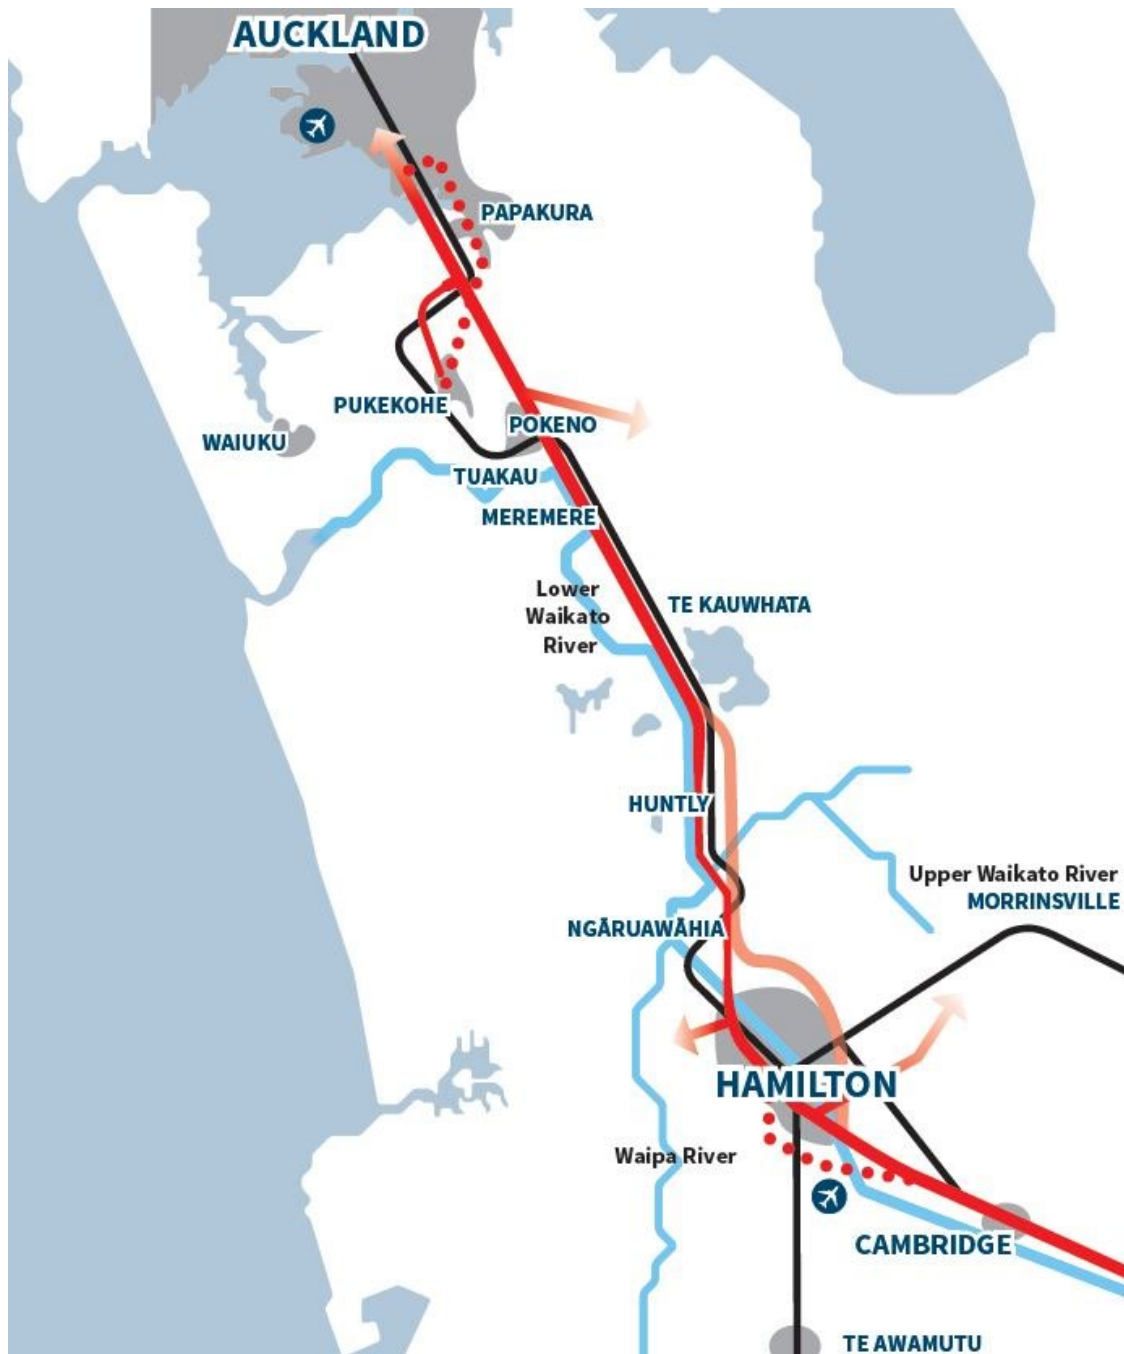 AUCKLAND
PAPAKURA
PUKEKOHE
POKENO
WAIUKU
TUAKAU
MEREMERE
Lower
Waikato
River
TE KAUWHATA
HUNTLY
Upper Waikato River
MORRINSVILLE
NGĀRUAWĀHIA
HAMILTON
Waipa River
CAMBRIDGE
TE AWAMUTU